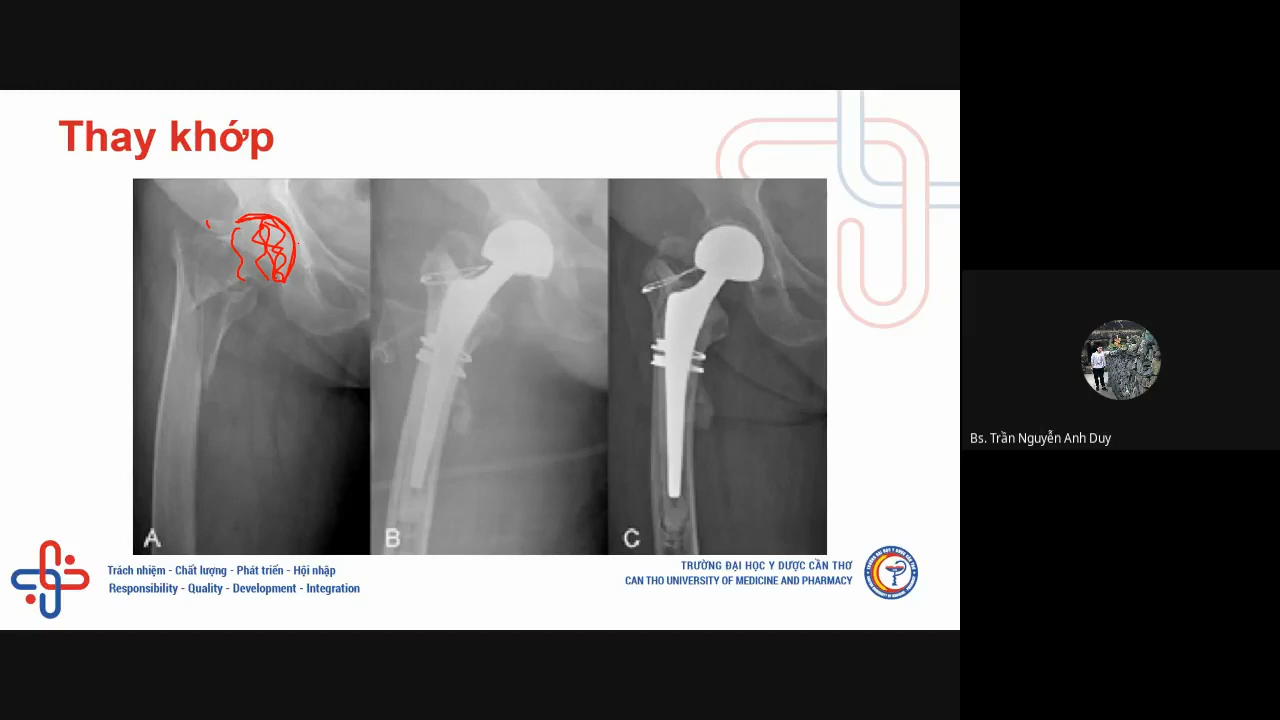 Thay khớp
A
B
C
Trách nhiệm - Chất lượng - Phát triển - Hội nhập
Responsibility - Quality - Development - Integration
TRƯỜNG ĐẠI HỌC Y DƯỢC CẦN THƠ
CAN THO UNIVERSITY OF MEDICINE AND PHARMACY
Bs. Trần Nguyễn Anh Duy